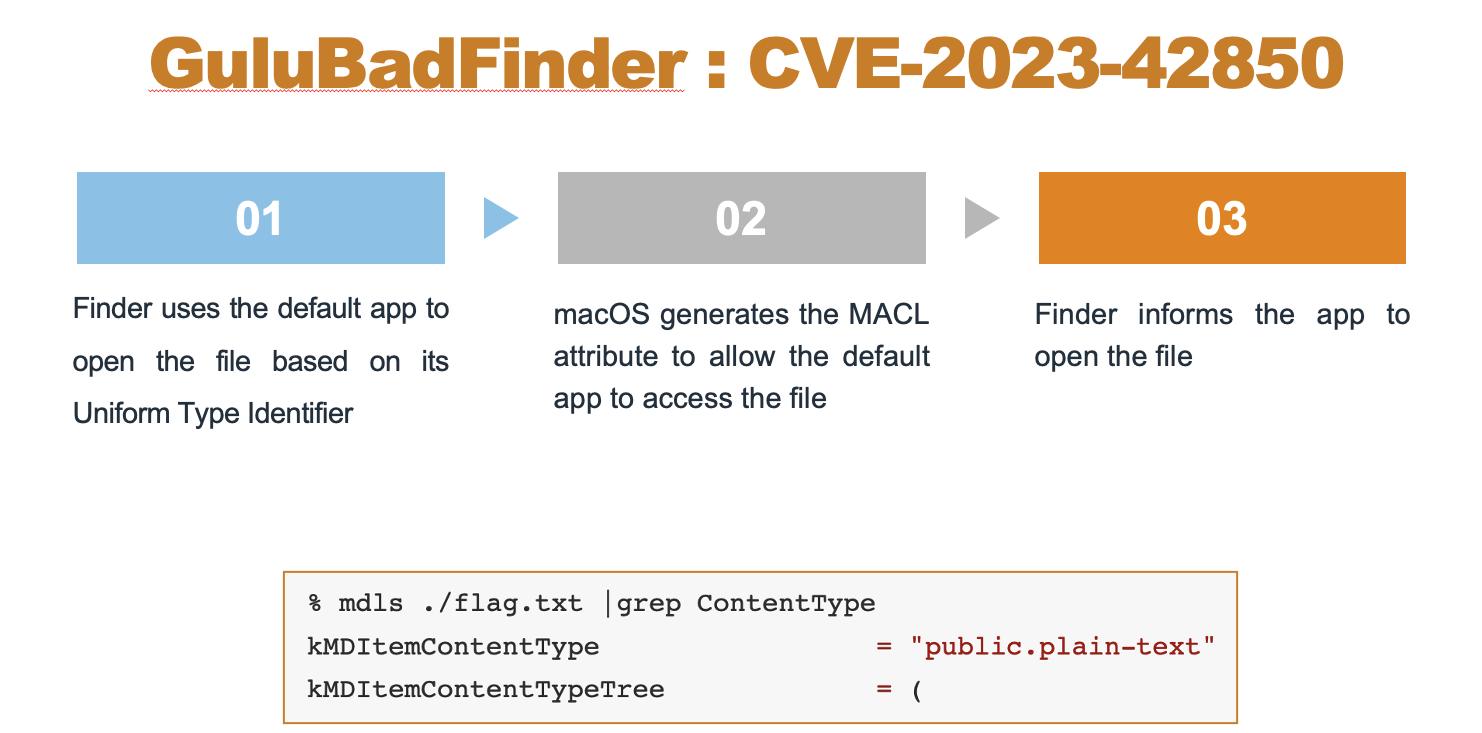 GuluBadFinder : CVE-2023-42850
01
Finder uses the default app to
open the file based on its
Uniform Type Identifier
02
macOS generates the MACL
attribute to allow the default
app to access the file
03
Finder informs the app to
open the file
% mdls ./flag.txt |grep ContentType
kMDItemContentType = "public.plain-text"
kMDItemContentTypeTree = (